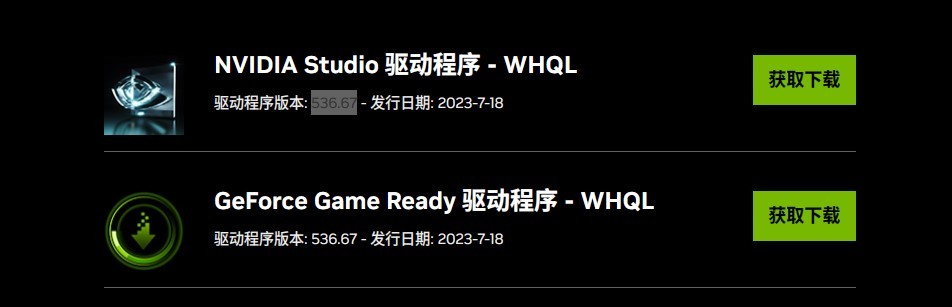 NVIDIA Studio 驱动程序 - WHQL
获取下载
驱动程序版本: 536.67 - 发行日期: 2023-7-18
GeForce Game Ready 驱动程序 - WHQL
获取下载
驱动程序版本: 536.67 - 发行日期: 2023-7-18